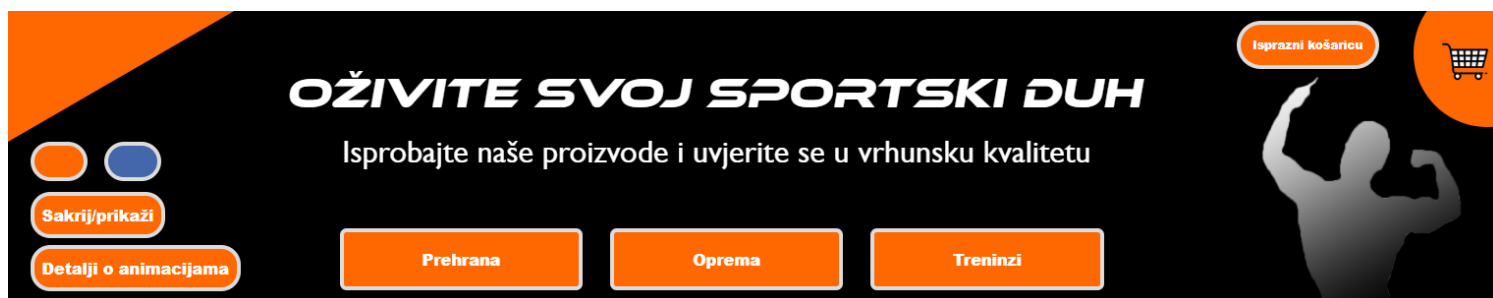 Isprazni košaricu
OŽIVITE SVOJ SPORTSKI DUH
Isprobajte naše proizvode i uvjerite se u vrhunsku kvalitetu
Sakrij/prikaži
Detalji o animacijama
Prehrana
Oprema
Treninzi